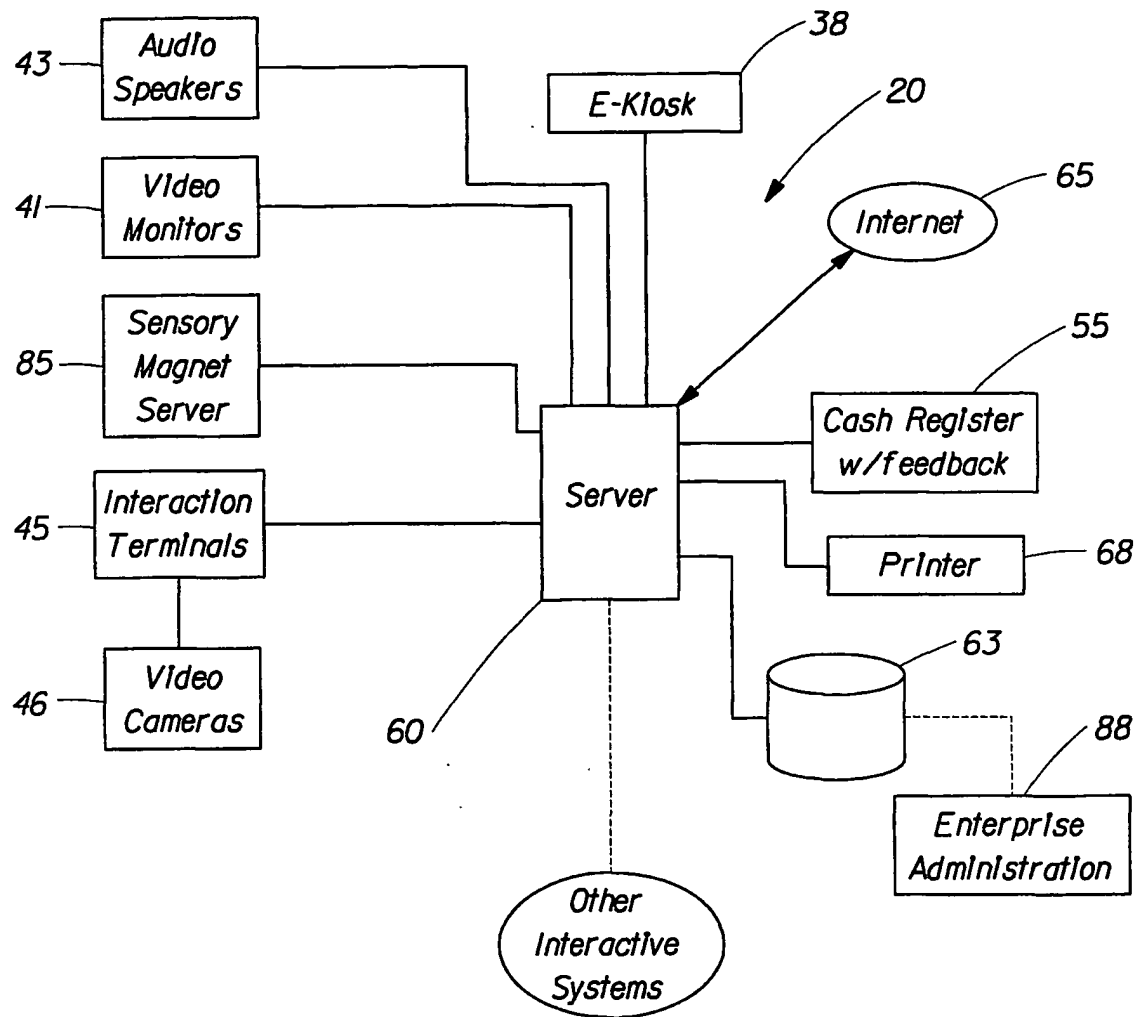 43
Audio
Speakers
38
E-Kiosk
20
41
Video
Monitors
65
Internet
85
Sensory
Magnet
Server
55
Cash Register
w/feedback
45
Interaction
Terminals
Server
Printer
68
46
Video
Cameras
60
63
88
Enterprise
Administration
Other
Interactive
Systems